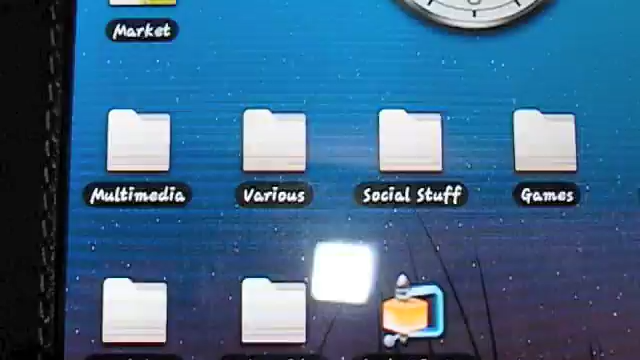 Market
Multimedia
Various
Social Stuff
Games